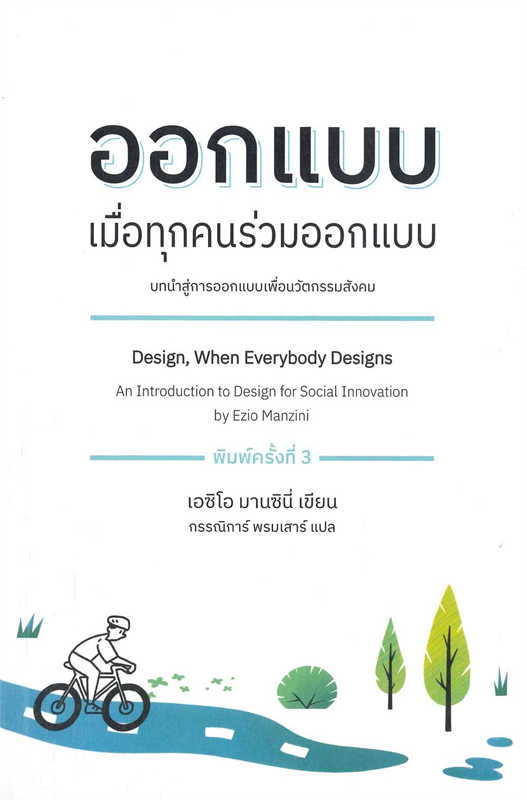 ออกแบบ
เมื่อทุกคนร่วมออกแบบ
บทนำสู่การออกแบบเพื่อนวัตกรรมสังคม
Design, When Everybody Designs
An Introduction to Design for Social Innovation
by Ezio Manzini
พิมพ์ครั้งที่ 3
เอซิโอ มานซินี่ เขียน
กรรณิการ์ พรมเสาร์ แปล